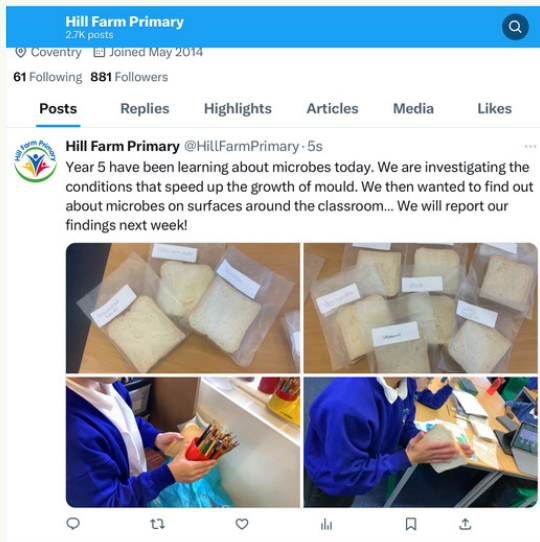 Hill Farm Primary
2.7K posts
Coventry Joined May 2014
61 Following 881 Followers
Posts Replies Highlights Articles Media Likes
Hill Farm Primary
Hill Farm Primary @HillFarmPrimary · 5s
Year 5 have been learning about microbes today. We are investigating the
conditions that speed up the growth of mould. We then wanted to find out
about microbes on surfaces around the classroom... We will report our
findings next week!